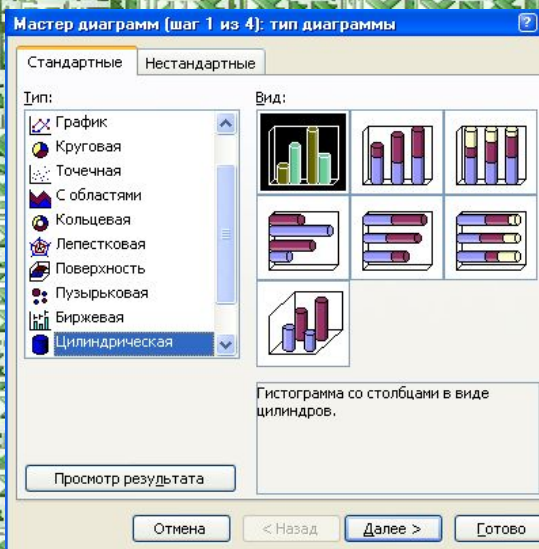 Мастер диаграмм (шаг 1 из 4): тип диаграммы
Стандартные Нестандартные
Тип:
График
Круговая
Точечная
С областями
Кольцевая
Лепестковая
Поверхность
Пузырьковая
Биржевая
Цилиндрическая
Вид:
Гистограмма со столбцами в виде
цилиндров.
Просмотр результата
Отмена < Назад Далее > Готово